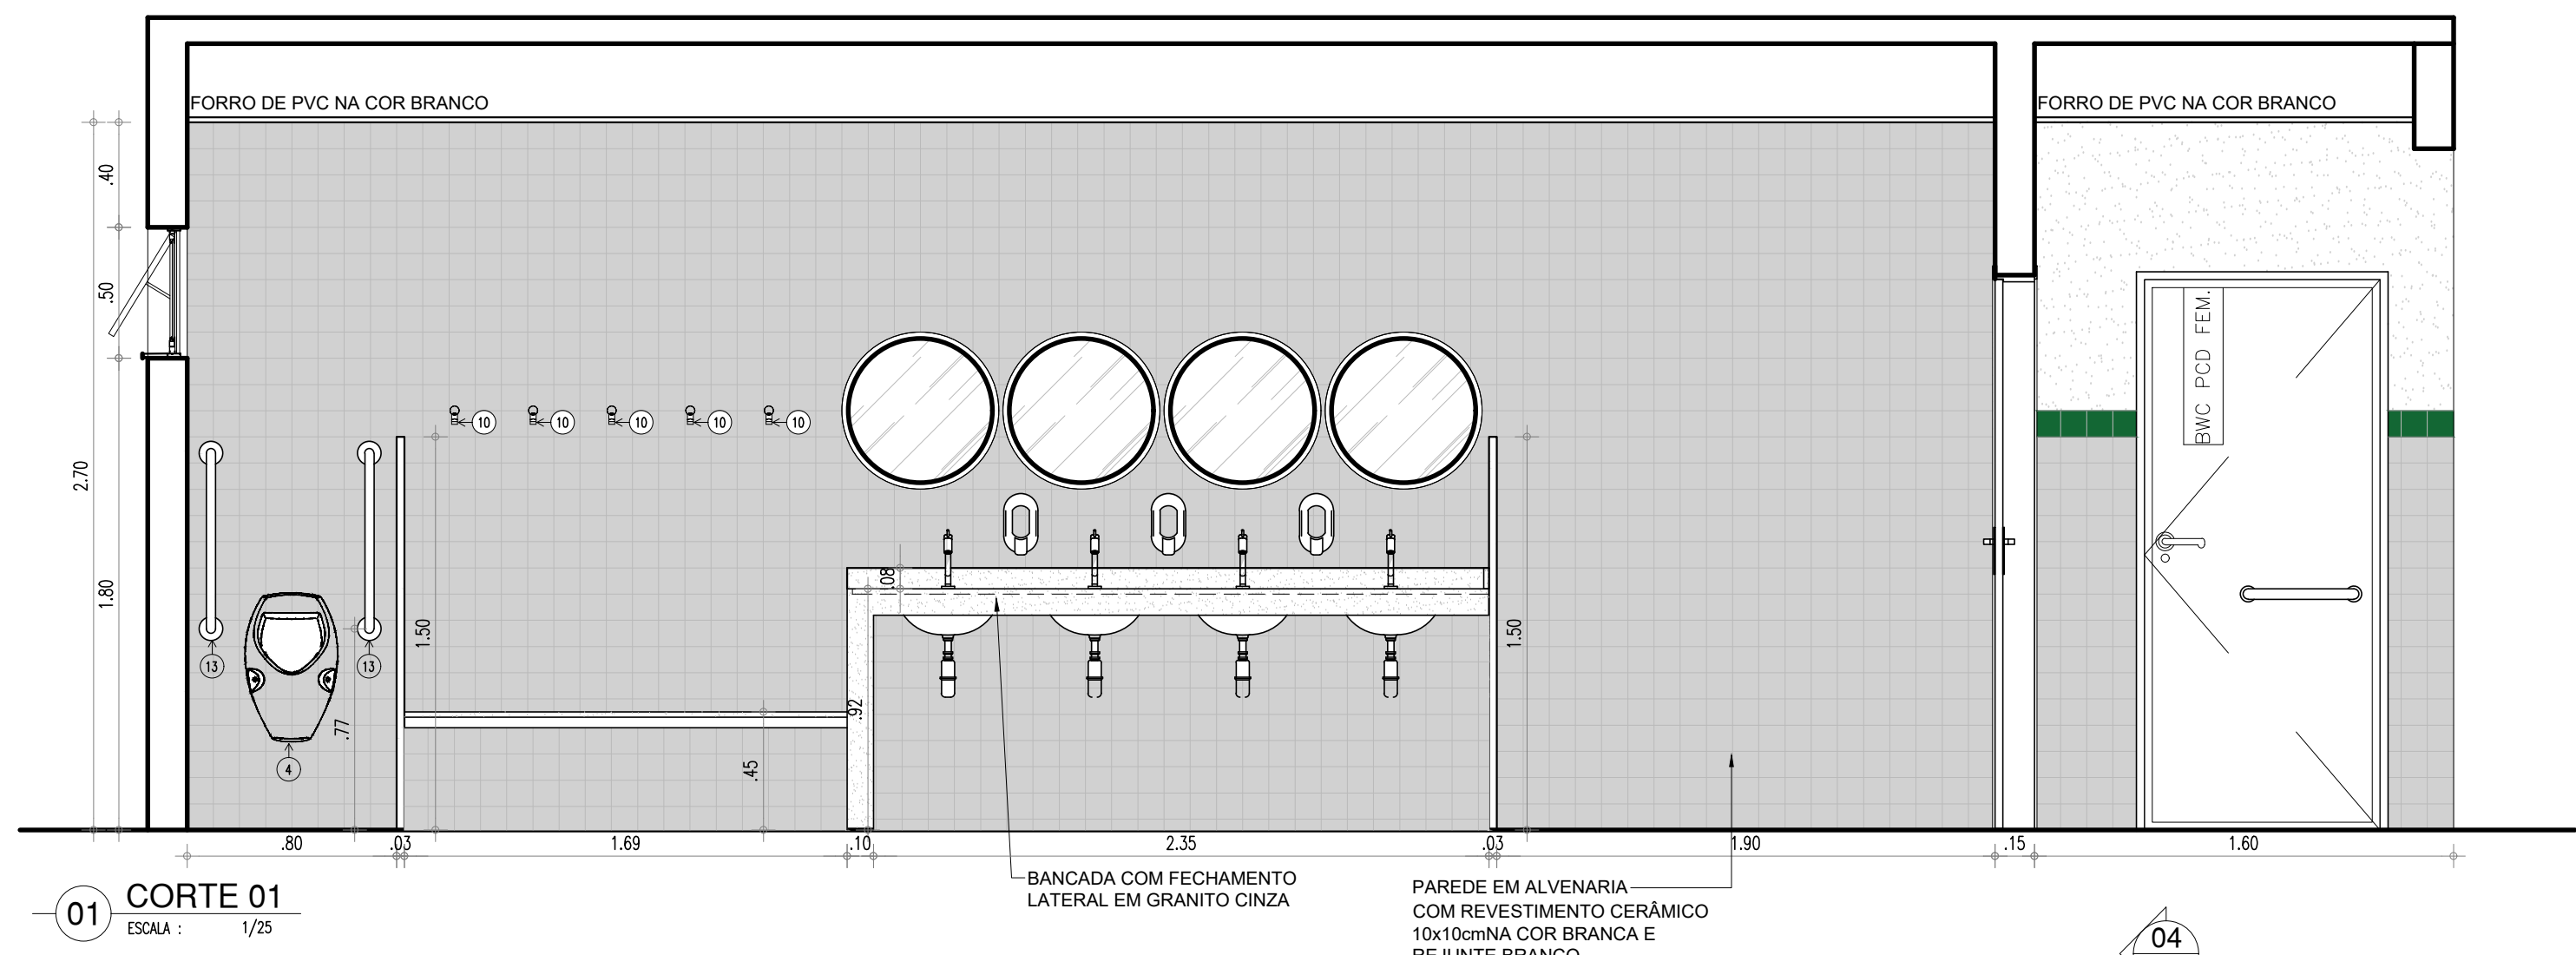 FORRO DE PVC NA COR BRANCO
FORRO DE PVC NA COR BRANCO
.40
.50
2.70
1.80
BWC PCD FEM.
10
10
10
10
10
13
13
4
1.50
.77
.45
.08
.92
1.50
.80
.03
1.69
.10
2.35
.03
1.90
.15
1.60
BANCADA COM FECHAMENTO
LATERAL EM GRANITO CINZA
PAREDE EM ALVENARIA
COM REVESTIMENTO CERÂMICO
10x10cmNA COR BRANCA E
REJUNTE BRANCO
01
CORTE 01
ESCALA : 1/25
04